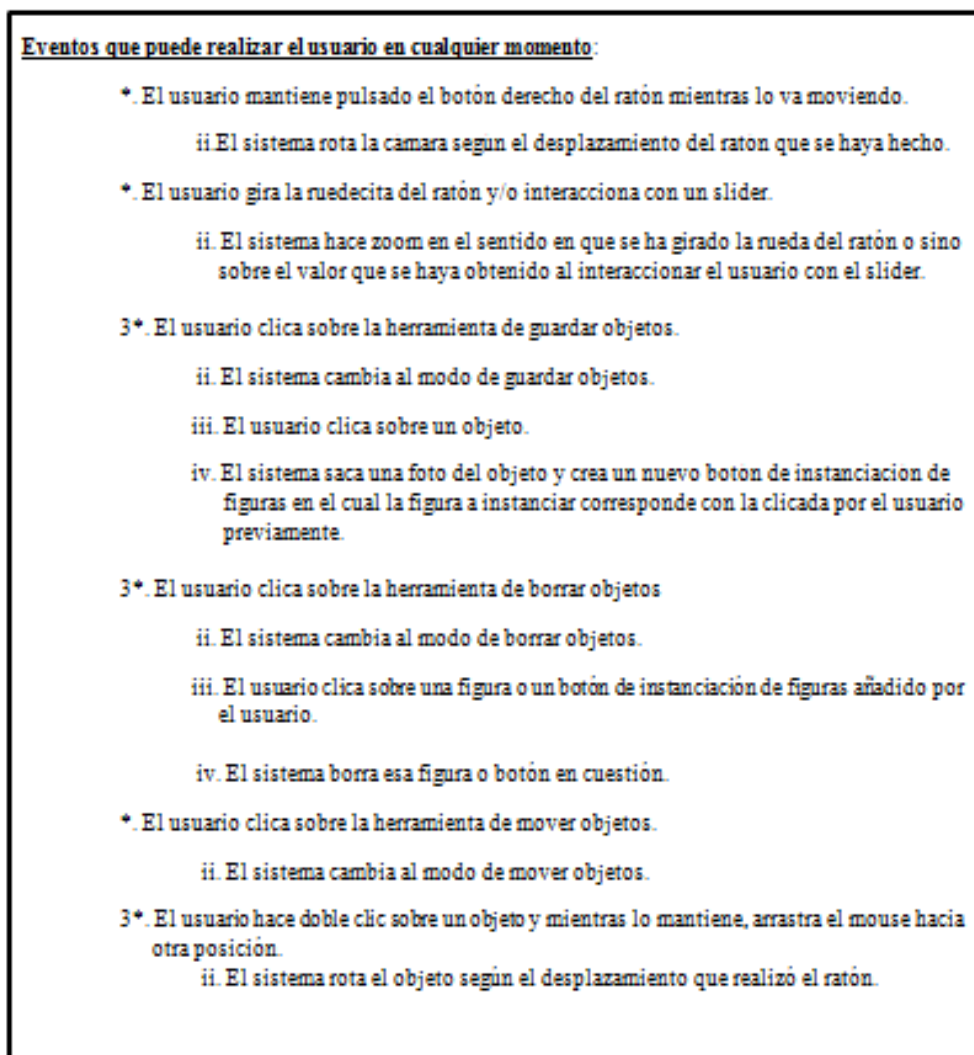 Eventos que puede realizar el usuario en cualquier momento:
*. El usuario mantiene pulsado el botón derecho del ratón mientras lo va moviendo.
ii.El sistema rota la cámara según el desplazamiento del ratón que se haya hecho.
*. El usuario gira la ruedecita del ratón y/o interacciona con un slider.
ii. El sistema hace zoom en el sentido en que se ha girado la rueda del ratón o sino
sobre el valor que se haya obtenido al interaccionar el usuario con el slider.
3*. El usuario clica sobre la herramienta de guardar objetos.
ii. El sistema cambia al modo de guardar objetos.
iii. El usuario clica sobre un objeto.
iv. El sistema saca una foto del objeto y crea un nuevo boton de instanciacion de
figuras en el cual la figura a instanciar corresponde con la clicada por el usuario
previamente.
3*. El usuario clica sobre la herramienta de borrar objetos
ii. El sistema cambia al modo de borrar objetos.
iii. El usuario clica sobre una figura o un botón de instanciación de figuras añadido por
el usuario.
iv. El sistema borra esa figura o botón en cuestión.
*. El usuario clica sobre la herramienta de mover objetos.
ii. El sistema cambia al modo de mover objetos.
3*. El usuario hace doble clic sobre un objeto y mientras lo mantiene, arrastra el mouse hacia
otra posición.
ii. El sistema rota el objeto según el desplazamiento que realizó el ratón.